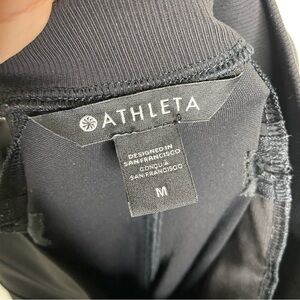 ATHLETA
DESIGNED IN
SAN FRANCISCO
CONÇU À
SAN FRANCISCO
M